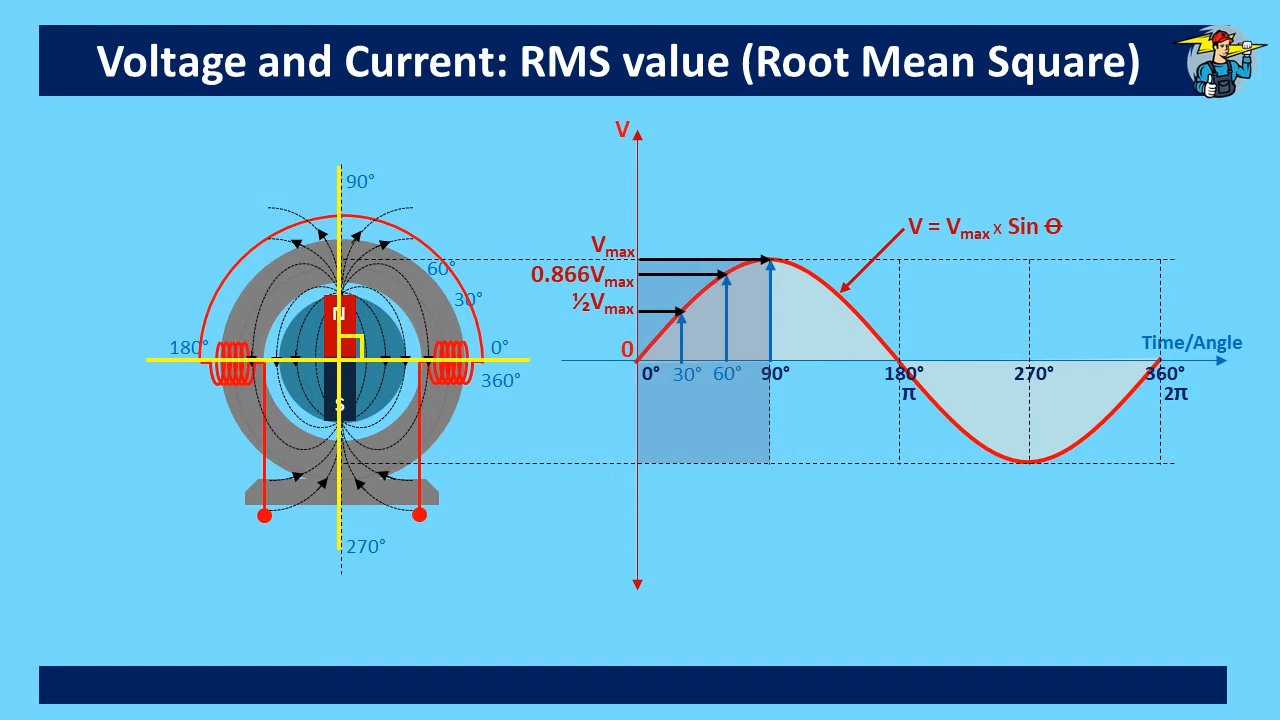 Voltage and Current: RMS value (Root Mean Square)
90°
60°
30°
180°
0°
360°
270°
N
S
V
Vmax
0.866Vmax
½Vmax
0
V = Vmax x Sin Ɵ
Time/Angle
0° 30° 60° 90° 180° 270° 360°
π 2π